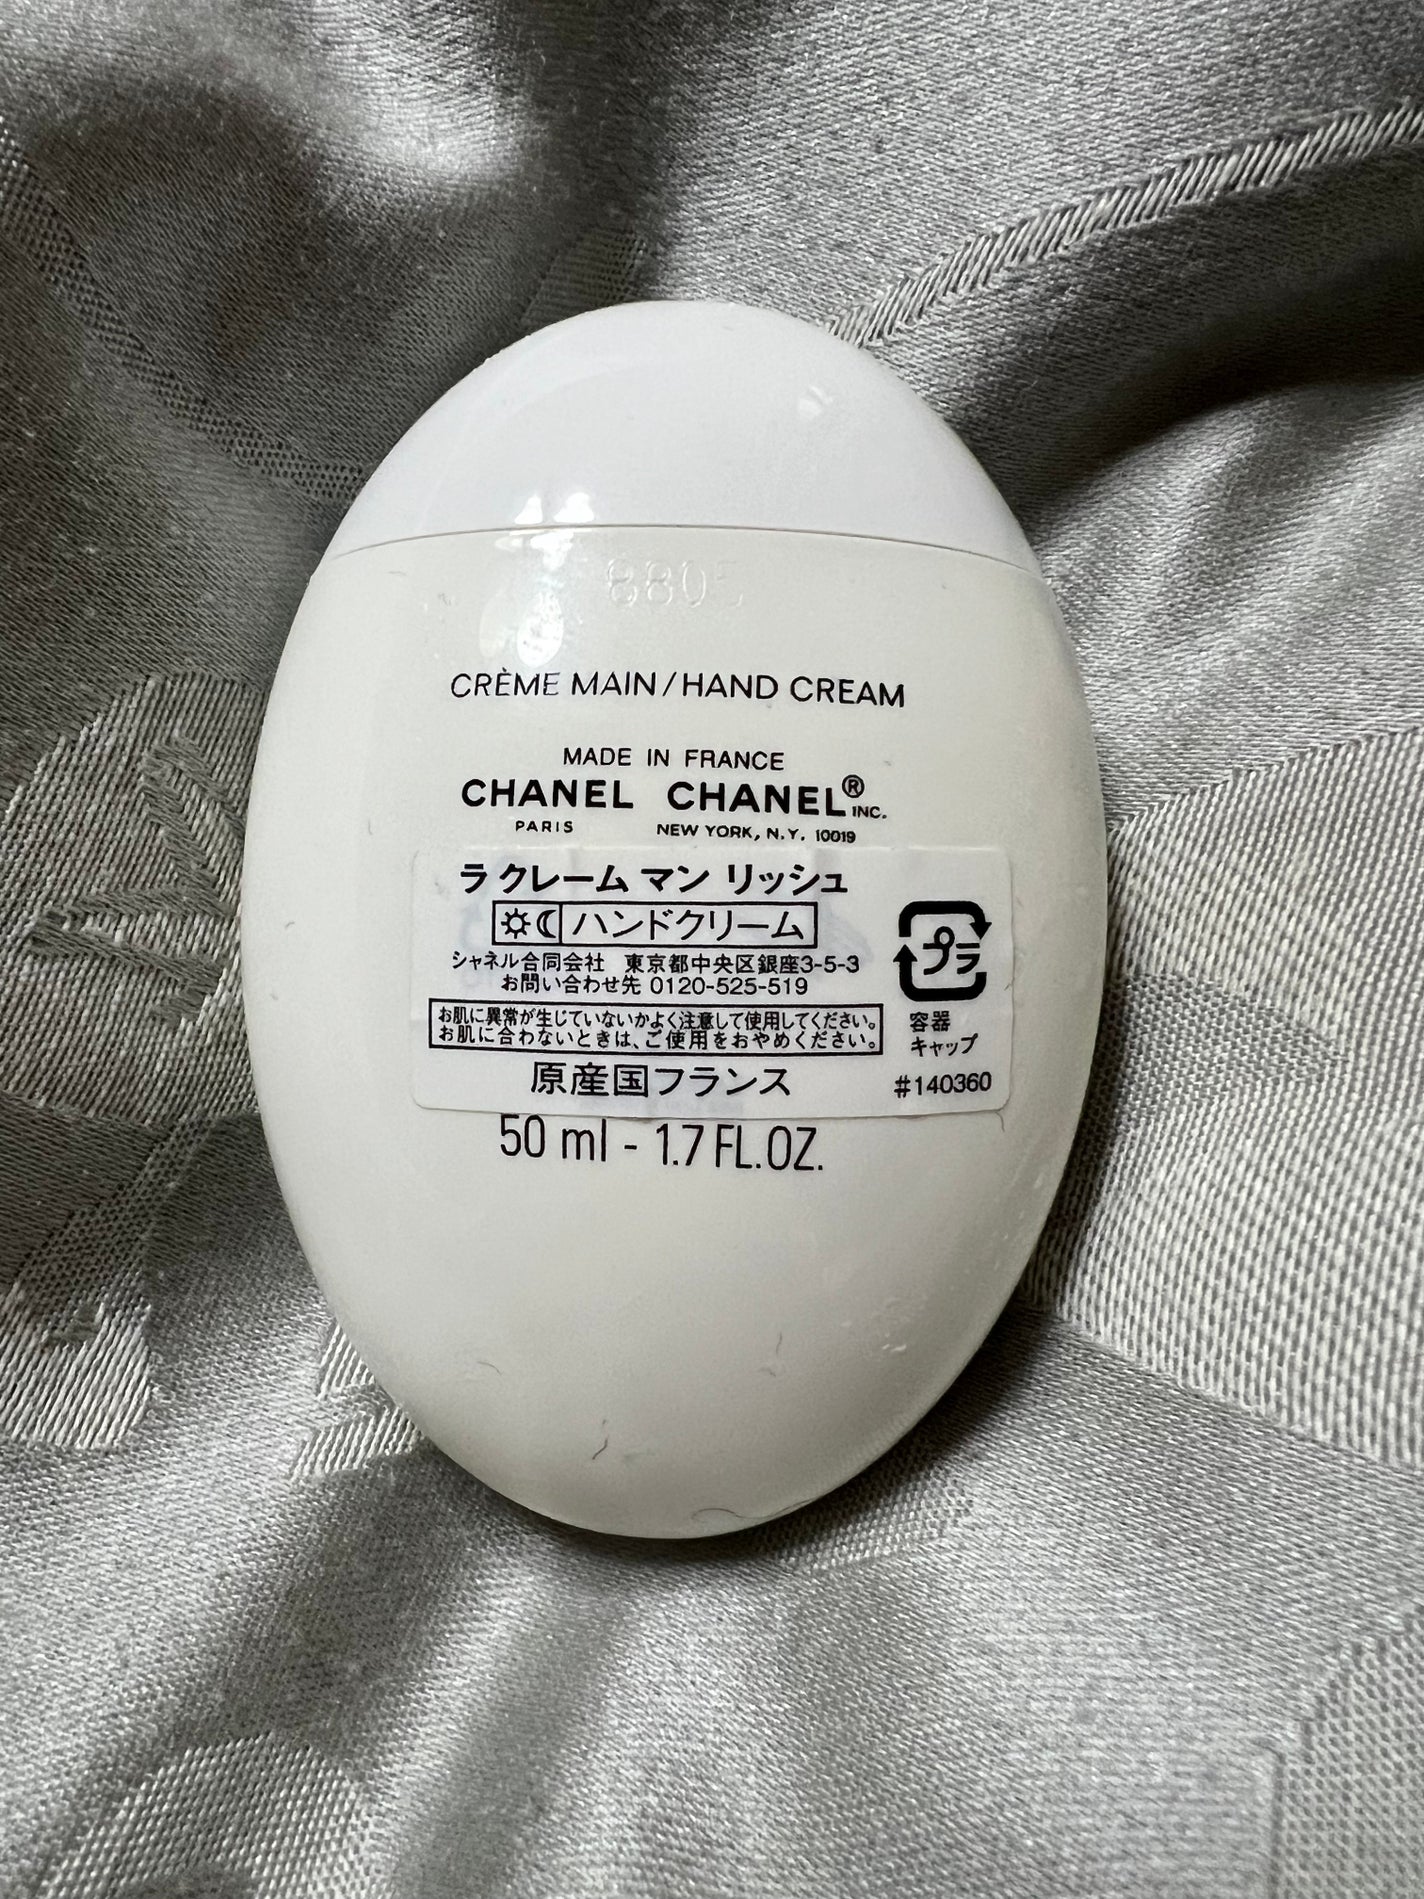 CRÈME MAIN/HAND CREAM
MADE IN FRANCE
CHANEL CHANEL® INC.
PARIS NEW YORK, N.Y. 10019
ラ クレーム マン リッシュ
ハンドクリーム
シャネル合同会社 東京都中央区銀座3-5-3
お問い合わせ先 0120-525-519
お肌に異常が生じていないかよく注意して使用してください。
お肌に合わないときは、ご使用をおやめください。
原産国フランス
プラ
容器
キャップ
#140360
50 ml - 1.7 FL.OZ.